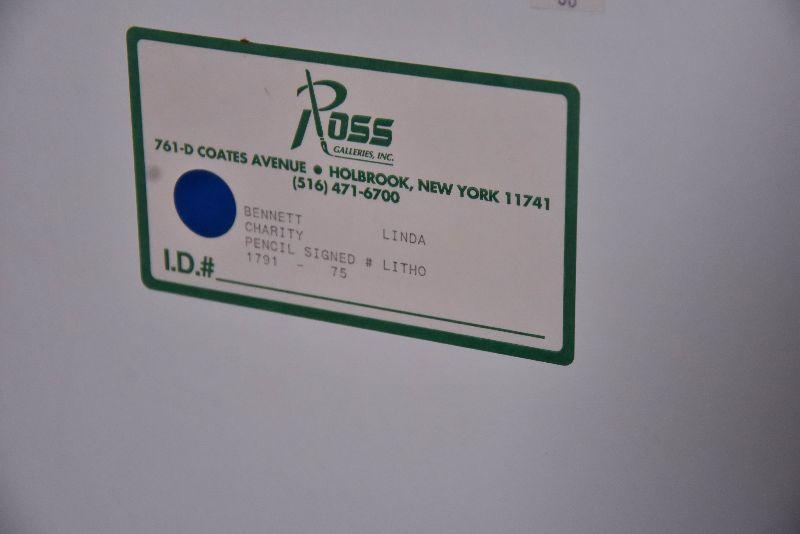 Ross
GALLERIES, INC.
761-D COATES AVENUE • HOLBROOK, NEW YORK 11741
(516) 471-6700
BENNETT LINDA
CHARITY
PENCIL SIGNED # LITHO
1791 - 75
I.D.#